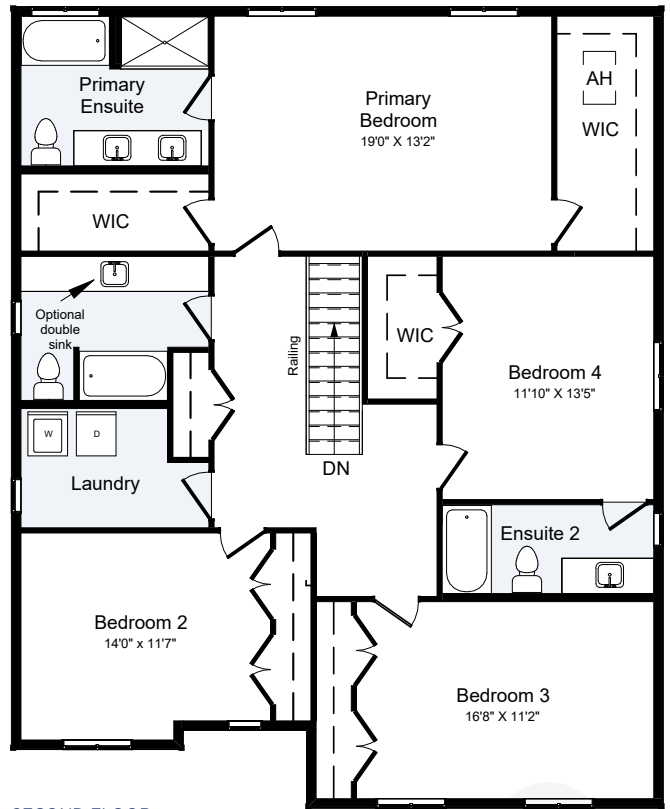 Primary
Ensuite
Primary
Bedroom
19'0" X 13'2"
AH
WIC
WIC
Optional
double
sink
Railing
WIC
Bedroom 4
11'10" X 13'5"
W
D
Laundry
DN
Ensuite 2
Bedroom 2
14'0" x 11'7"
Bedroom 3
16'8" X 11'2"
SECOND FLOOR